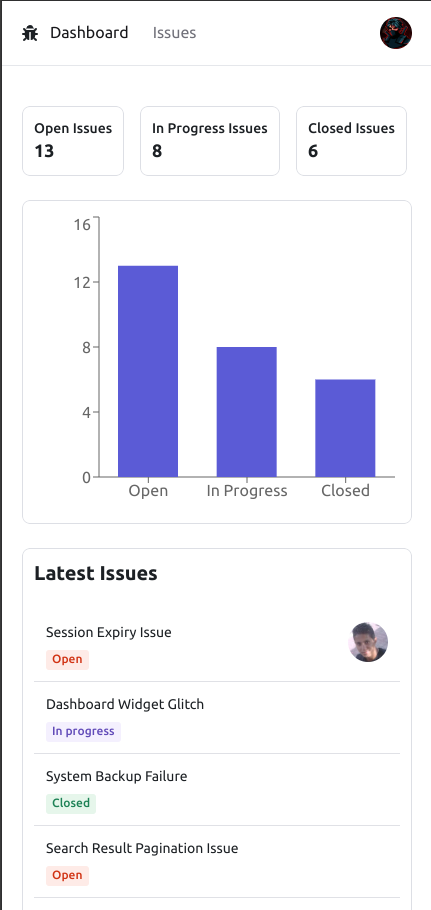 Dashboard Issues
Open Issues In Progress Issues Closed Issues
13 8 6
16
12
8
4
0
Open In Progress Closed
Latest Issues
Session Expiry Issue
Open
Dashboard Widget Glitch
In progress
System Backup Failure
Closed
Search Result Pagination Issue
Open